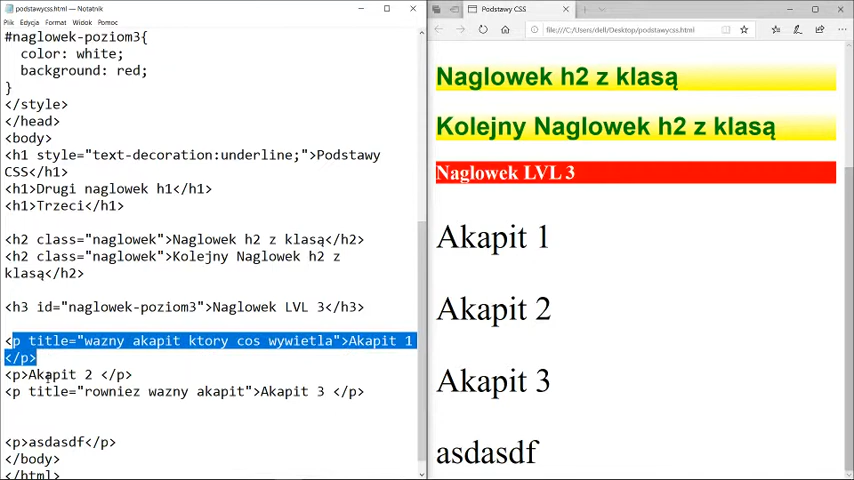 podstawycss.html — Notatnik
Plik Edycja Format Widok Pomoc
#naglowek-poziom3{
color: white;
background: red;
}
</style>
</head>
<body>
<h1 style="text-decoration:underline;">Podstawy
CSS</h1>
<h1>Drugi naglowek h1</h1>
<h1>Trzeci</h1>
<h2 class="naglowek">Naglowek h2 z klasą</h2>
<h2 class="naglowek">Kolejny Naglowek h2 z
klasą</h2>
<h3 id="naglowek-poziom3">Naglowek LVL 3</h3>
<p title="wazny akapit ktory cos wywietla">Akapit 1
</p>
<p>Akapit 2 </p>
<p title="rowniez wazny akapit">Akapit 3 </p>
<p>asdasdf</p>
</body>
</html>
Podstawy CSS
file:///C:/Users/dell/Desktop/podstawycss.html
Naglowek h2 z klasą
Kolejny Naglowek h2 z klasą
Naglowek LVL 3
Akapit 1
Akapit 2
Akapit 3
asdasdf